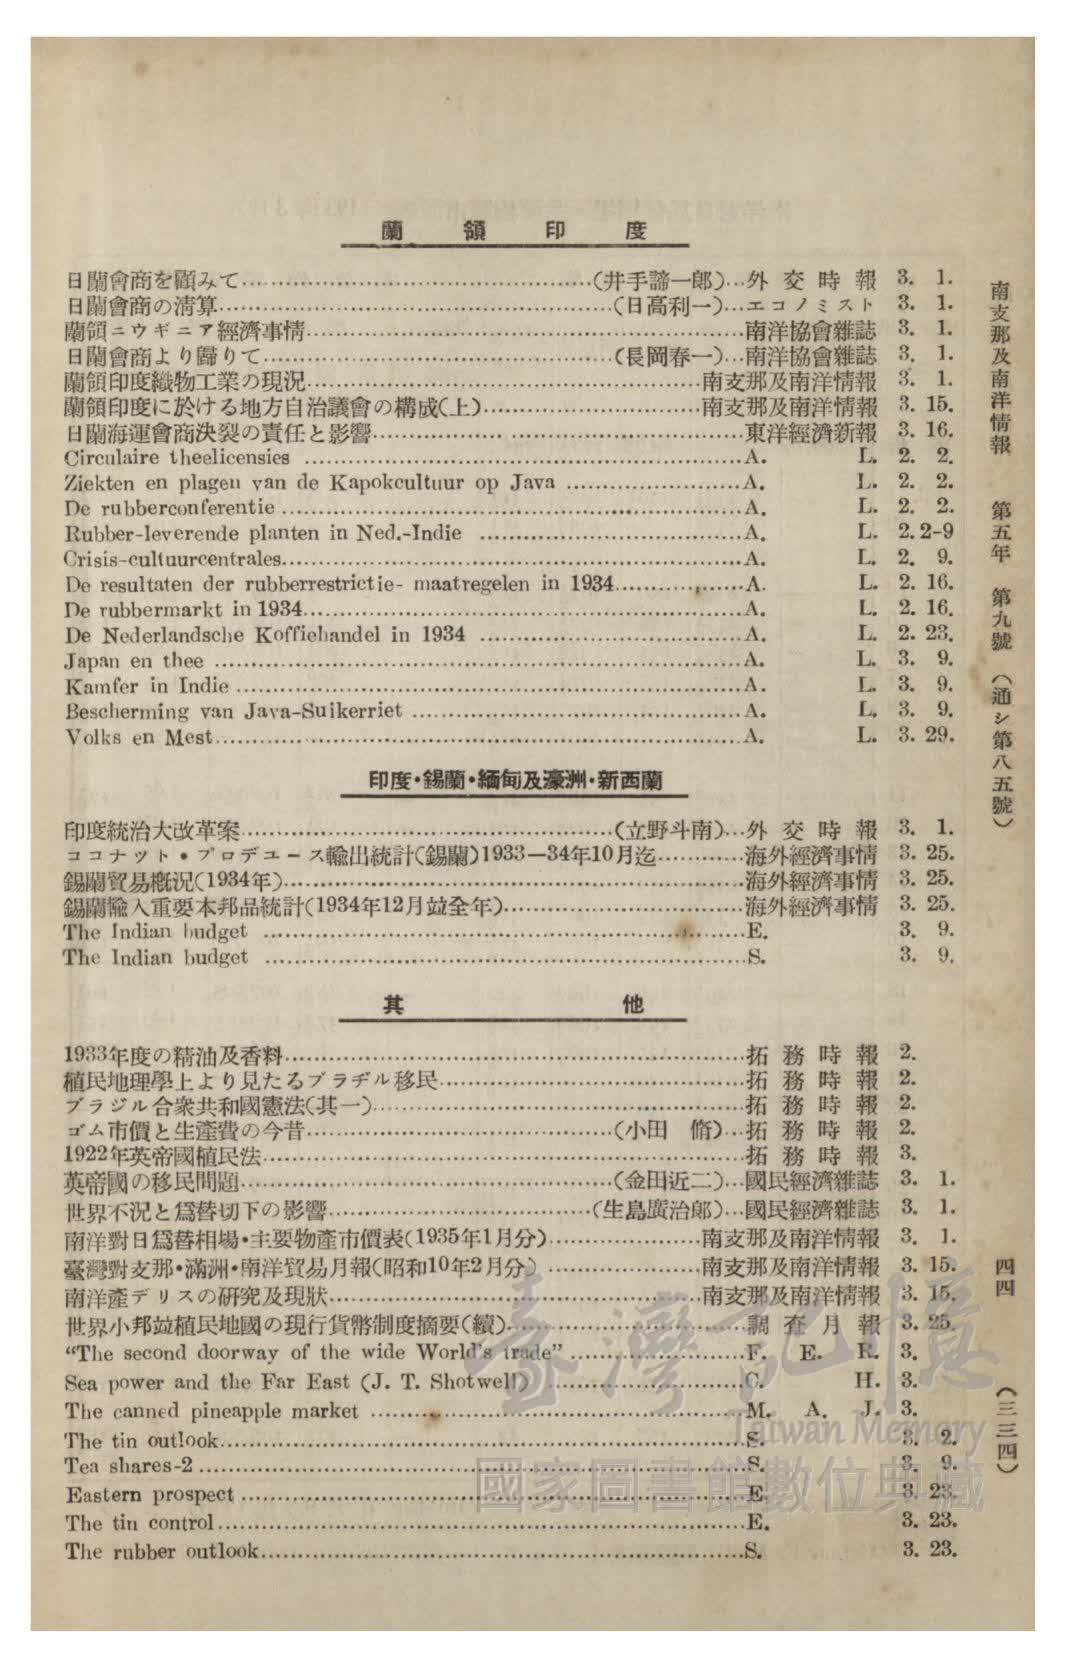 南支那及南洋情報 第五年 第九號 (通シ第八五號)
四四 (三三四)
蘭領印度
日蘭會商を顧みて……(井手諦一郎)…外交時報 3. 1.
日蘭會商の清算……(日高利一)…エコノミスト 3. 1.
蘭領ニウギニア經濟事情……南洋協會雜誌 3. 1.
日蘭會商より歸りて……(長岡春一)…南洋協會雜誌 3. 1.
蘭領印度織物工業の現況……南支那及南洋情報 3. 1.
蘭領印度に於ける地方自治議會の構成(上)……南支那及南洋情報 3. 15.
日蘭海運會商決裂の責任と影響……東洋經濟新報 3. 16.
Circulaire theelicensies ……A. L. 2. 2.
Ziekten en plagen van de Kapokcultuur op Java ……A. L. 2. 2.
De rubberconferentie ……A. L. 2. 2.
Rubber-leverende planten in Ned.-Indie ……A. L. 2. 2-9
Crisis-cultuurcentrales……A. L. 2. 9.
De resultaten der rubberrestrictie- maatregelen in 1934……A. L. 2. 16.
De rubbermarkt in 1934……A. L. 2. 16.
De Nederlandsche Koffiehandel in 1934 ……A. L. 2. 23.
Japan en thee ……A. L. 3. 9.
Kamfer in Indie ……A. L. 3. 9.
Bescherming van Java-Suikerriet ……A. L. 3. 9.
Volks en Mest……A. L. 3. 29.
印度・錫蘭・緬甸及濠洲・新西蘭
印度統治大改革案……(立野斗南)…外交時報 3. 1.
ココナツト・プロデユース輸出統計(錫蘭)1933—34年10月迄……海外經濟事情 3. 25.
錫蘭貿易槪況(1934年)……海外經濟事情 3. 25.
錫蘭輸入重要本邦品統計(1934年12月竝全年)……海外經濟事情 3. 25.
The Indian budget ……E. 3. 9.
The Indian budget ……S. 3. 9.
其他
1933年度の精油及香料……拓務時報 2.
植民地理學上より見たるブラヂル移民……拓務時報 2.
ブラジル合衆共和國憲法(其一)……拓務時報 2.
ゴム市價と生產費の今昔……(小田 脩)…拓務時報 2.
1922年英帝國植民法……拓務時報 3.
英帝國の移民問題……(金田近二)…國民經濟雜誌 3. 1.
世界不況と爲替切下の影響……(生島廣治郎)…國民經濟雜誌 3. 1.
南洋對日爲替相場・主要物產市價表(1935年1月分)……南支那及南洋情報 3. 1.
臺灣對支那・滿洲・南洋貿易月報(昭和10年2月分)……南支那及南洋情報 3. 15.
南洋產デリスの硏究及現狀……南支那及南洋情報 3. 15.
世界小邦竝植民地國の現行貨幣制度摘要(續)……調査月報 3. 25.
“The second doorway of the wide World's trade” ……F. E. R. 3.
Sea power and the Far East (J. T. Shotwell) ……C. H. 3.
The canned pineapple market ……M. A. J. 3.
The tin outlook……S. 3. 2.
Tea shares-2……S. 3. 9.
Eastern prospect……E. 3. 23.
The tin control……E. 3. 23.
The rubber outlook……S. 3. 23.
臺灣記憶
Taiwan Memory
國家圖書館數位典藏